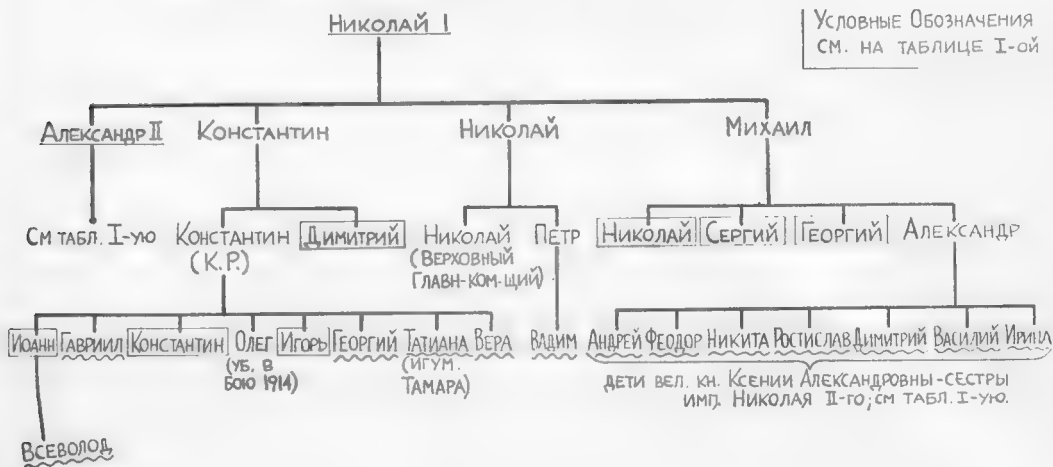 Николай I
Условные Обозначения
см. на таблице I-ой
Александр II Константин Николай Михаил
См табл. I-ую Константин Димитрий Николай Петр Николай Сергий Георгий Александр
(К.Р.) (Верховный
Главн-ком-щий)
Иоанн Гавриил Константин Олег Игорь Георгий Татиана Вера Вадим Андрей Феодор Никита Ростислав Димитрий Василий Ирина
(уб. в (игум.
бою 1914) Тамара)
дети вел. кн. Ксении Александровны-сестры
имп. Николая II-го; см табл. I-ую.
Всеволод